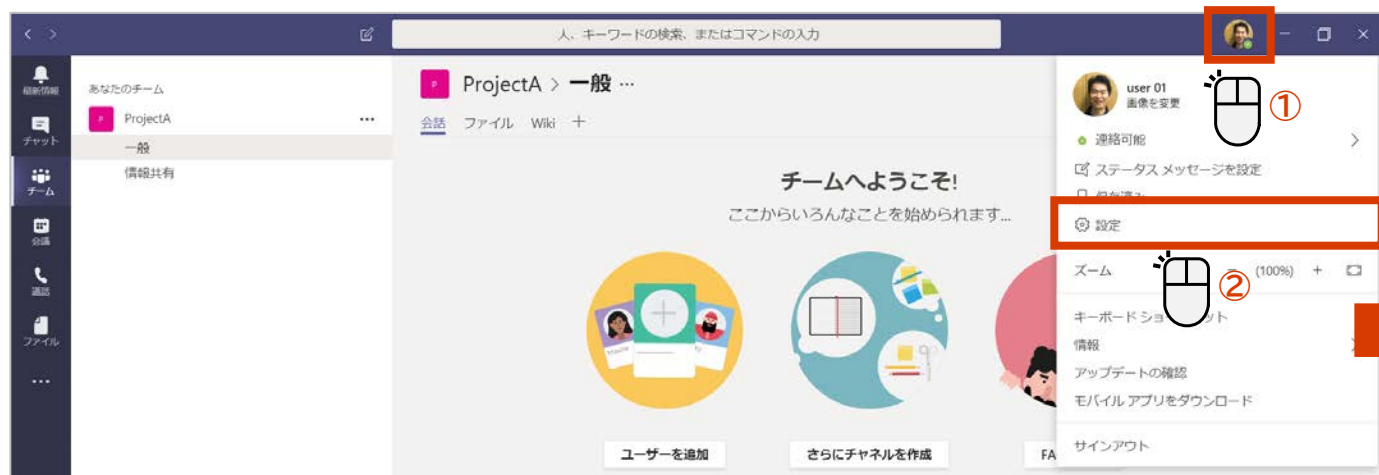 人、キーワードの検索、またはコマンドの入力
最新情報
チャット
チーム
会議
通話
ファイル
あなたのチーム
P ProjectA
一般
情報共有
P ProjectA > 一般 ...
会話 ファイル Wiki +
チームへようこそ!
ここからいろんなことを始められます...
ユーザーを追加
さらにチャネルを作成
FA
user 01
画像を変更
①
連絡可能
ステータス メッセージを設定
設定
②
ズーム - (100%) +
キーボード ショ ット
情報
アップデートの確認
モバイル アプリをダウンロード
サインアウト